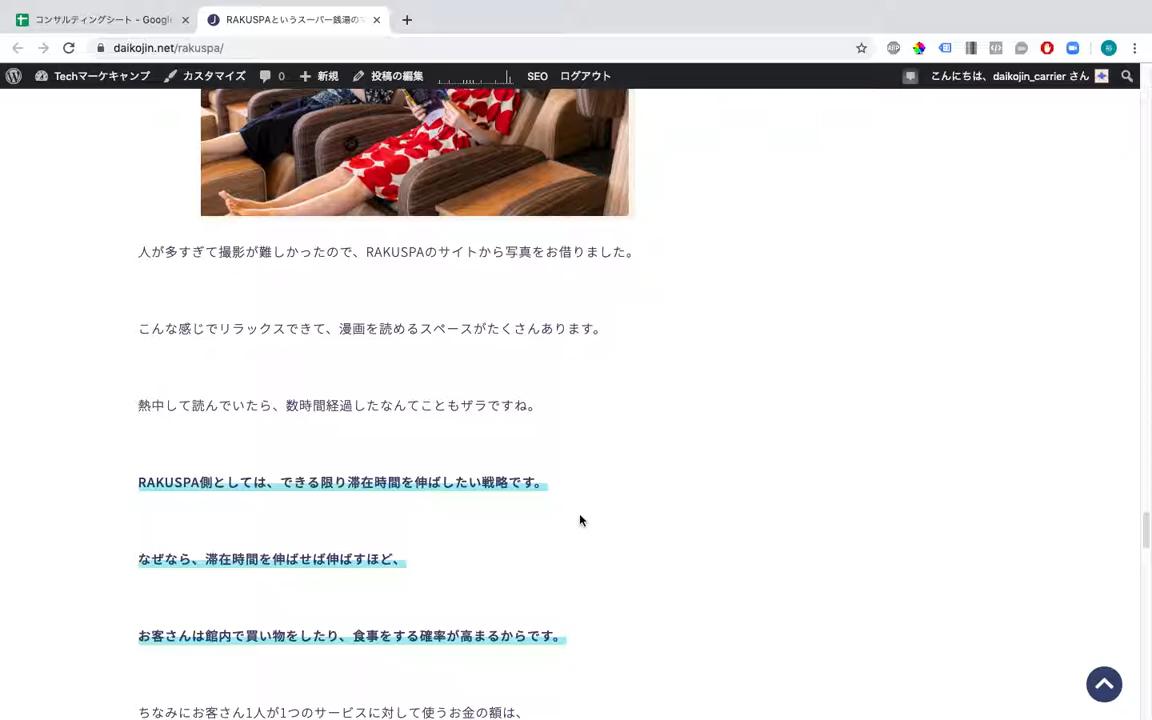 コンサルティングシート - Googl
RAKUSPAというスーパー銭湯の
daikojin.net/rakuspa/
Techマーケキャンプ カスタマイズ 0 新規 投稿の編集 SEO ログアウト こんにちは、daikojin_carrier さん
人が多すぎて撮影が難しかったので、RAKUSPAのサイトから写真をお借りました。
こんな感じでリラックスできて、漫画を読めるスペースがたくさんあります。
熱中して読んでいたら、数時間経過したなんてこともザラですね。
RAKUSPA側としては、できる限り滞在時間を伸ばしたい戦略です。
なぜなら、滞在時間を伸ばせば伸ばすほど、
お客さんは館内で買い物をしたり、食事をする確率が高まるからです。
ちなみにお客さん1人が1つのサービスに対して使うお金の額は、